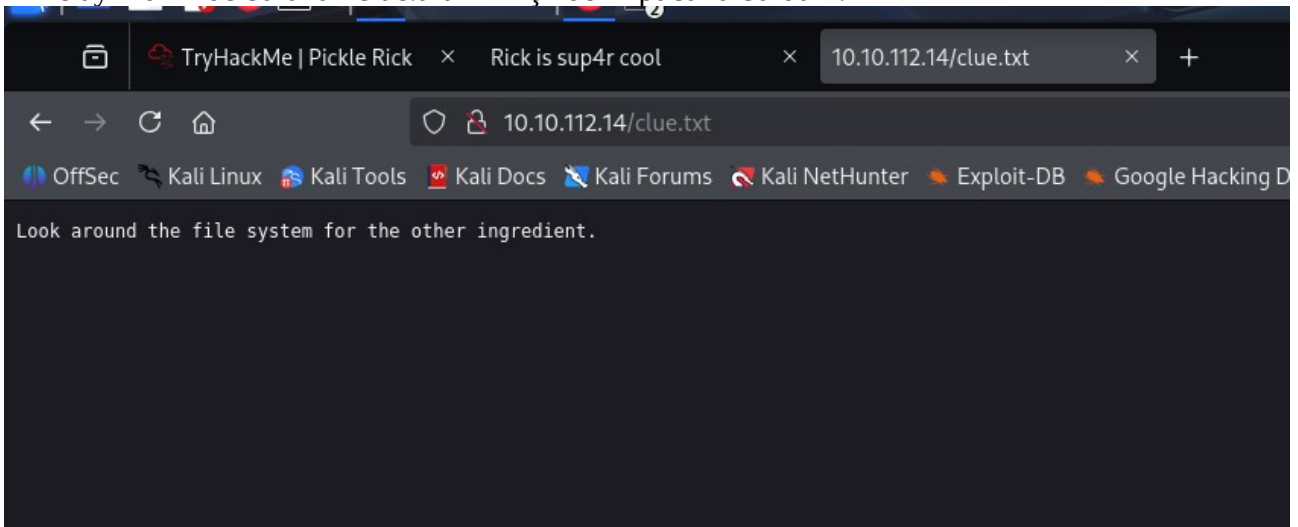 TryHackMe | Pickle Rick
Rick is sup4r cool
10.10.112.14/clue.txt
10.10.112.14/clue.txt
OffSec Kali Linux Kali Tools Kali Docs Kali Forums Kali NetHunter Exploit-DB Google Hacking D
Look around the file system for the other ingredient.